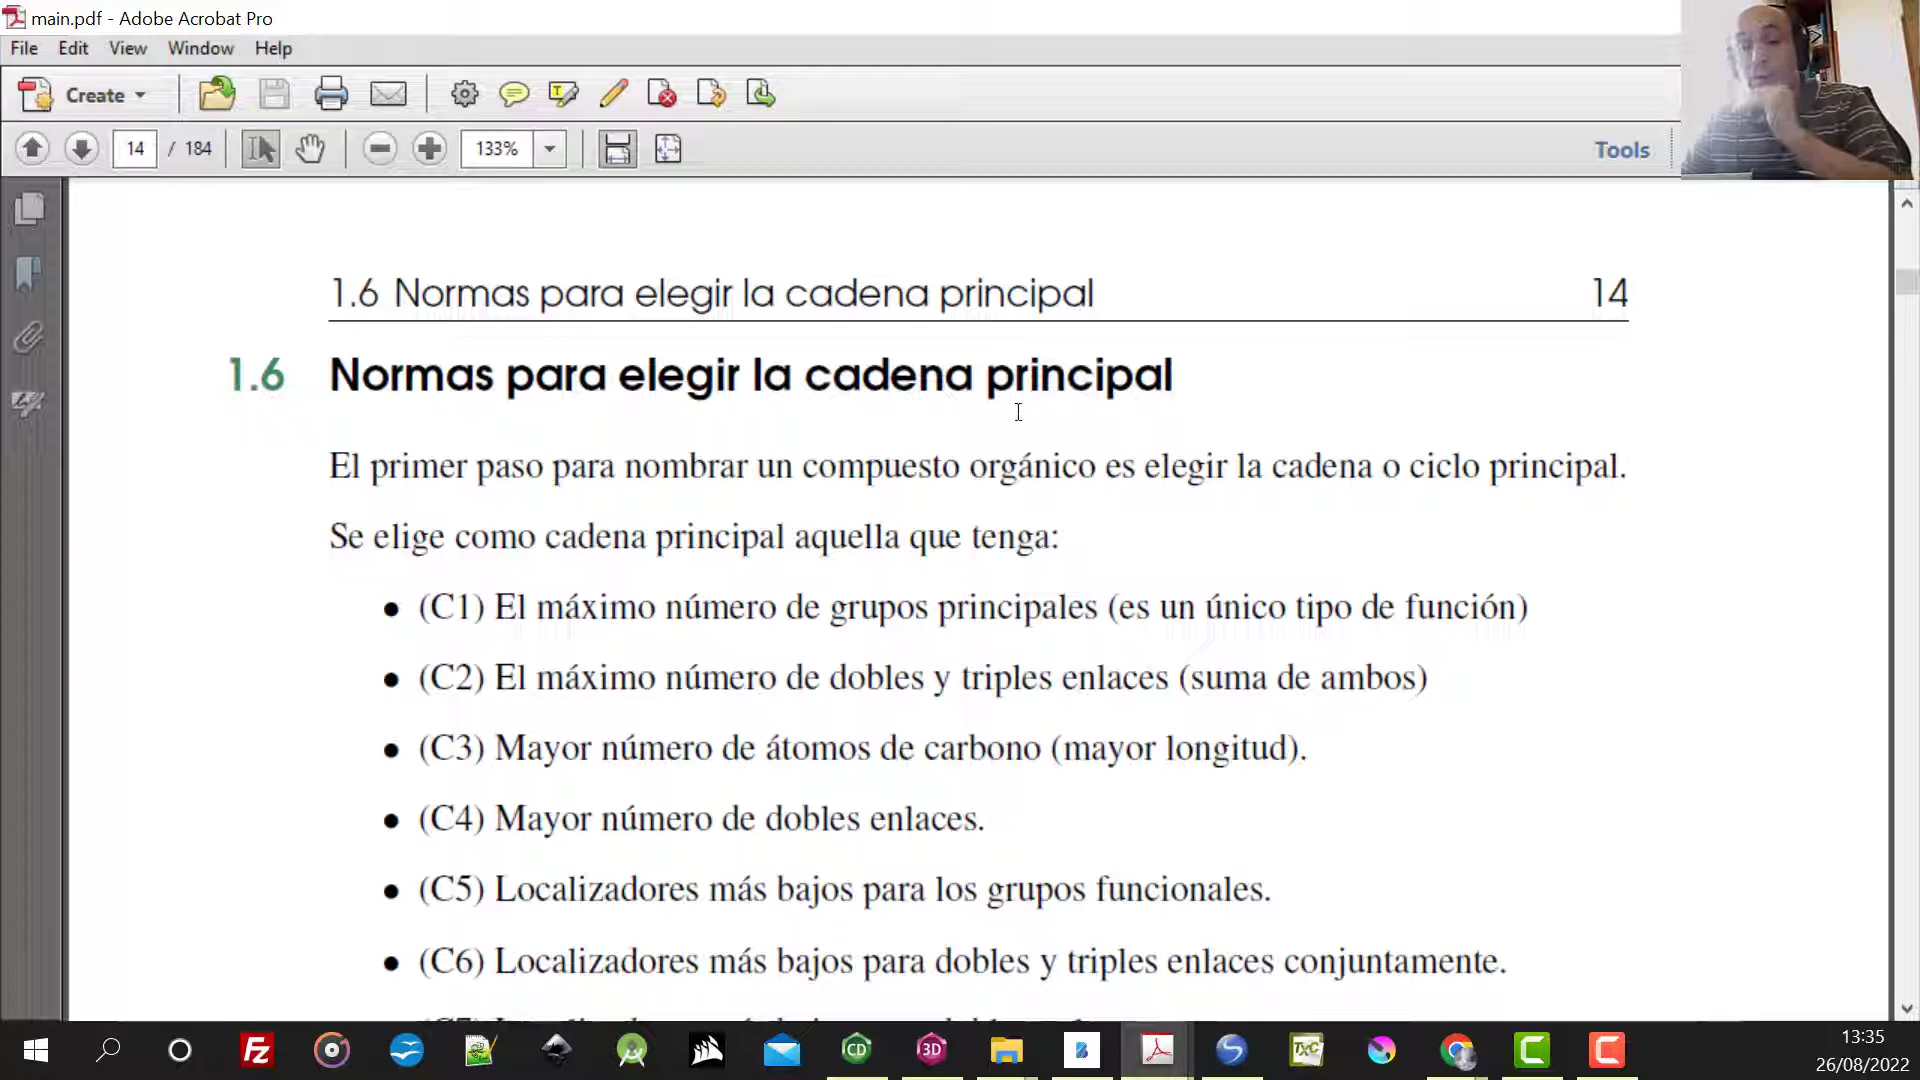 main.pdf - Adobe Acrobat Pro
File Edit View Window Help
Create
14 / 184 133% Tools
1.6 Normas para elegir la cadena principal 14
1.6 Normas para elegir la cadena principal
El primer paso para nombrar un compuesto orgánico es elegir la cadena o ciclo principal.
Se elige como cadena principal aquella que tenga:
• (C1) El máximo número de grupos principales (es un único tipo de función)
• (C2) El máximo número de dobles y triples enlaces (suma de ambos)
• (C3) Mayor número de átomos de carbono (mayor longitud).
• (C4) Mayor número de dobles enlaces.
• (C5) Localizadores más bajos para los grupos funcionales.
• (C6) Localizadores más bajos para dobles y triples enlaces conjuntamente.
Fz CD 3D B TXC
13:35
26/08/2022